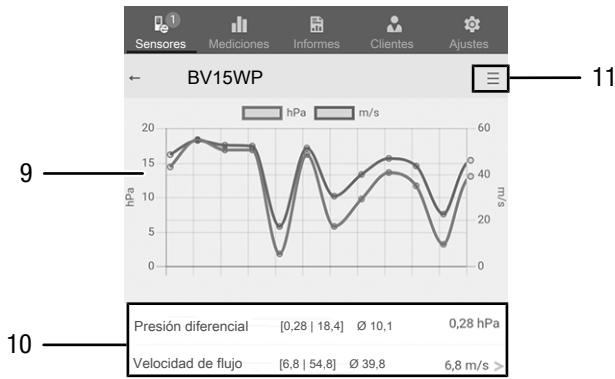 1
Sensores Mediciones Informes Clientes Ajustes
← BV15WP ☰ 11
hPa m/s
20 60
15 40
10 20
5
0 0
hPa
m/s
9
10
Presión diferencial [0,28 | 18,4] Ø 10,1 0,28 hPa
Velocidad de flujo [6,8 | 54,8] Ø 39,8 6,8 m/s >